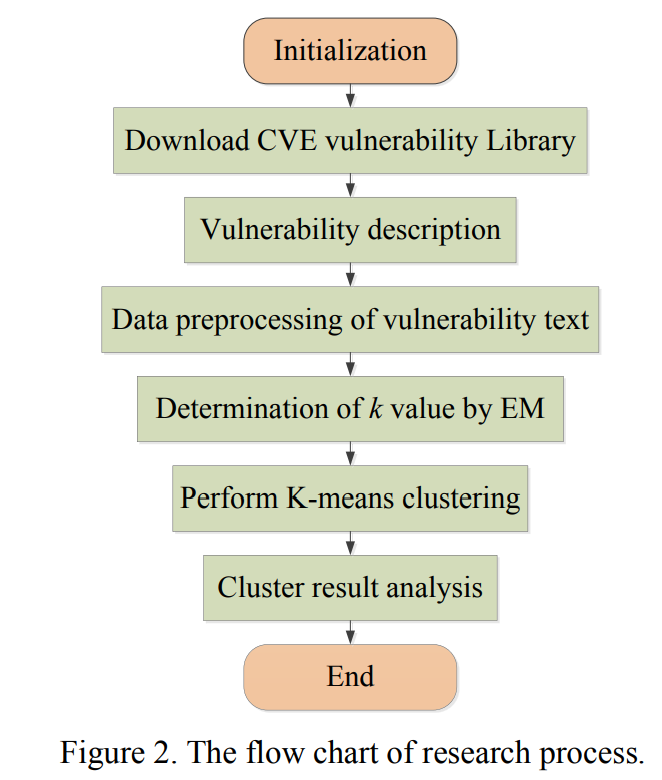 Initialization
Download CVE vulnerability Library
Vulnerability description
Data preprocessing of vulnerability text
Determination of k value by EM
Perform K-means clustering
Cluster result analysis
End
Figure 2. The flow chart of research process.